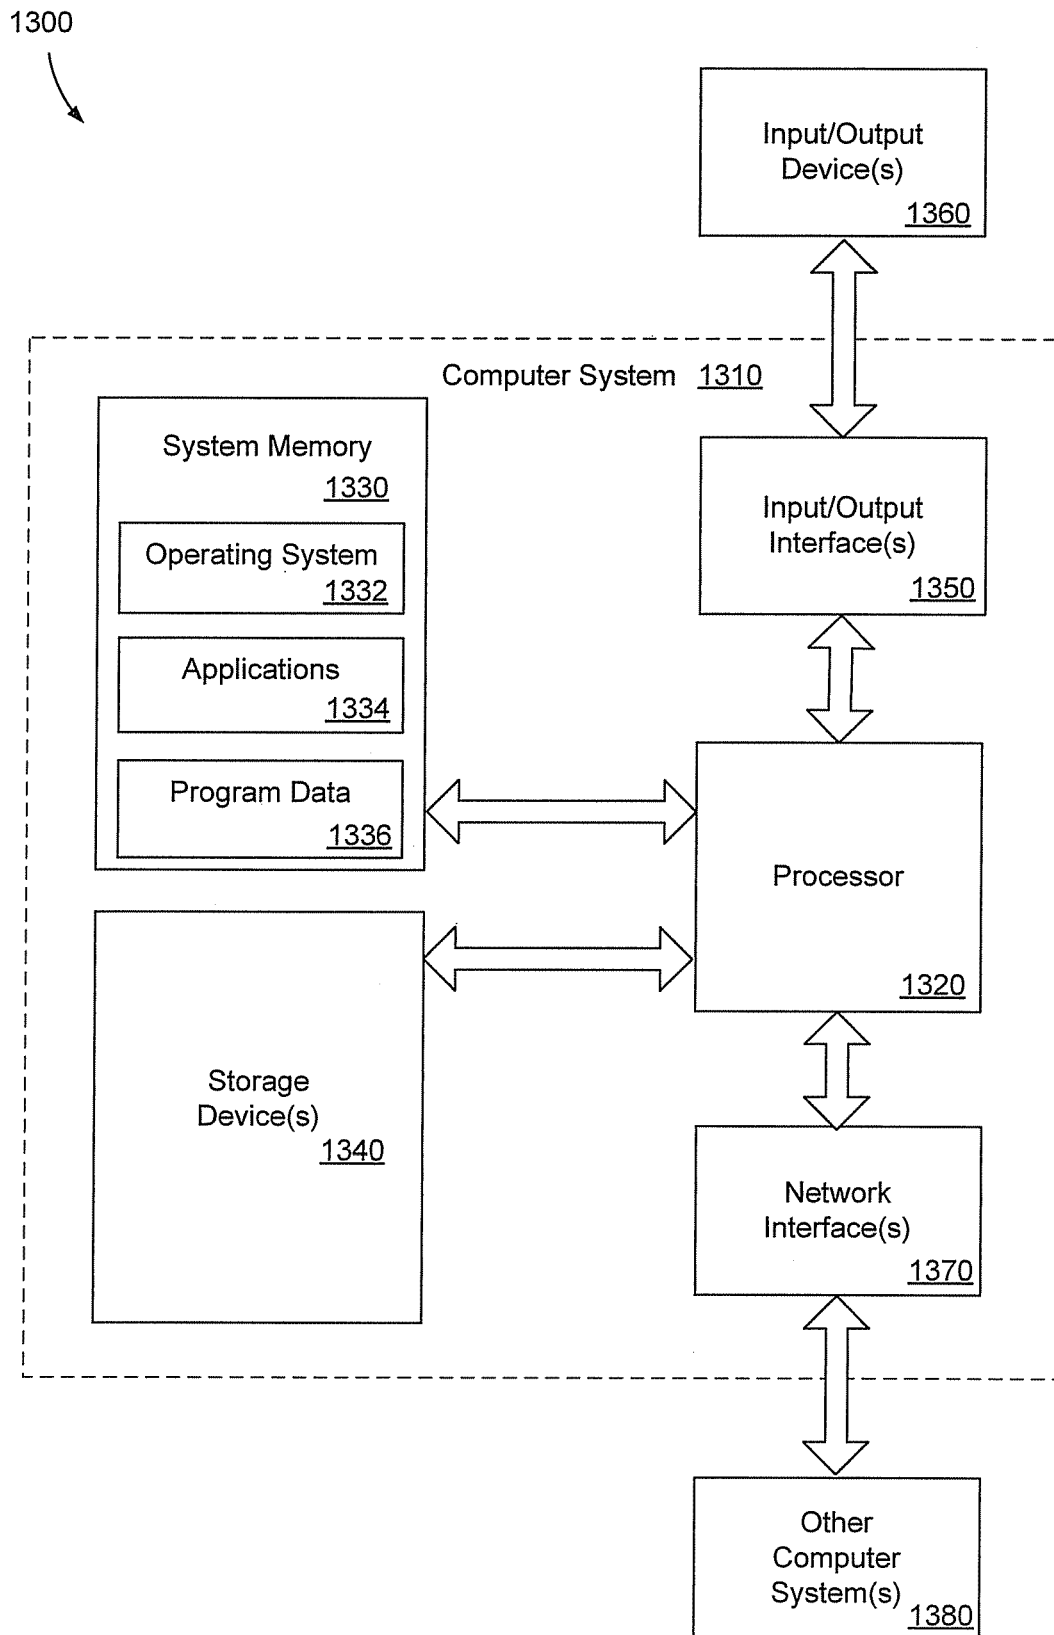 1300
Input/Output
Device(s)
1360
Computer System 1310
System Memory
1330
Operating System
1332
Applications
1334
Program Data
1336
Input/Output
Interface(s)
1350
Processor
1320
Storage
Device(s)
1340
Network
Interface(s)
1370
Other
Computer
System(s)
1380